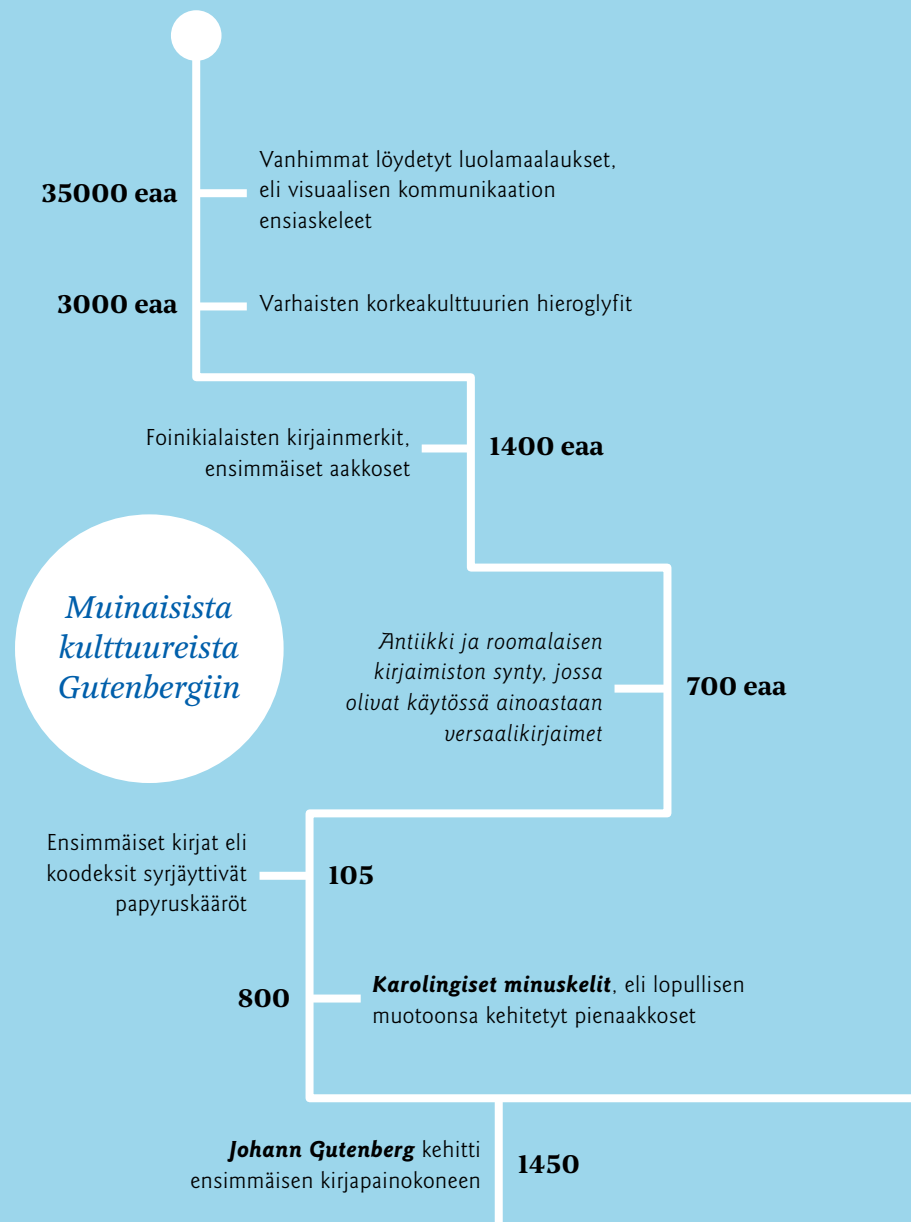 35000 eaa
Vanhimmat löydetyt luolamaalaukset,
eli visuaalisen kommunikaation
ensiaskeleet
3000 eaa
Varhaisten korkeakulttuurien hieroglyfit
Foinikialaisten kirjainmerkit,
ensimmäiset aakkoset
1400 eaa
Muinaisista
kulttuureista
Gutenbergiin
Antiikki ja roomalaisen
kirjaimiston synty, jossa
olivat käytössä ainoastaan
versaalikirjaimet
700 eaa
Ensimmäiset kirjat eli
koodeksit syrjäyttivät
papyruskääröt
105
800
Karolingiset minuskelit, eli lopullisen
muotoonsa kehitetyt pienaakkoset
Johann Gutenberg kehitti
ensimmäisen kirjapainokoneen
1450